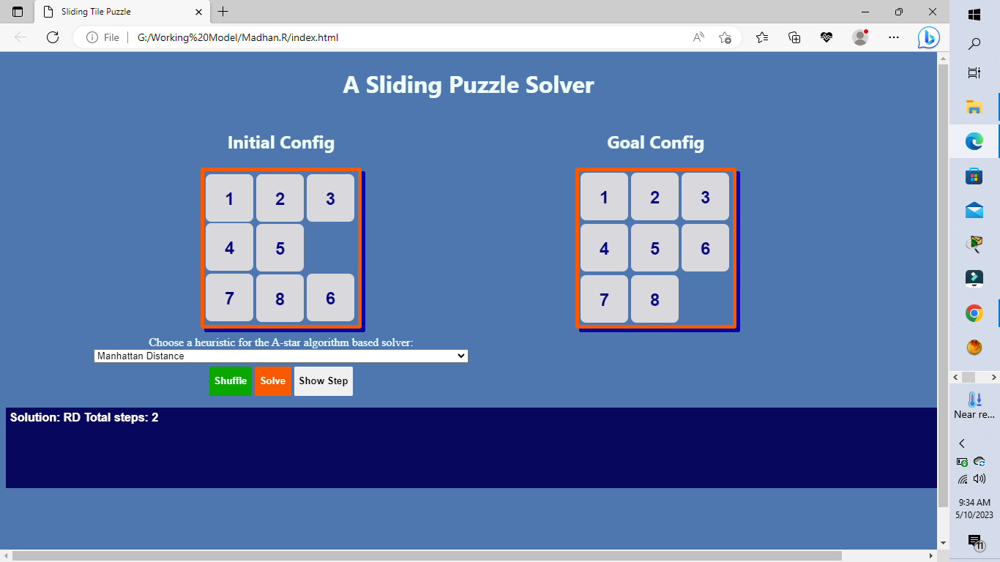 Sliding Tile Puzzle
File
G:/Working%20Model/Madhan.R/index.html
A Sliding Puzzle Solver
Initial Config
Goal Config
1 2 3
4 5
7 8 6
1 2 3
4 5 6
7 8
Choose a heuristic for the A-star algorithm based solver:
Manhattan Distance
Shuffle Solve Show Step
Solution: RD Total steps: 2
Near re...
9:34 AM
5/10/2023
11